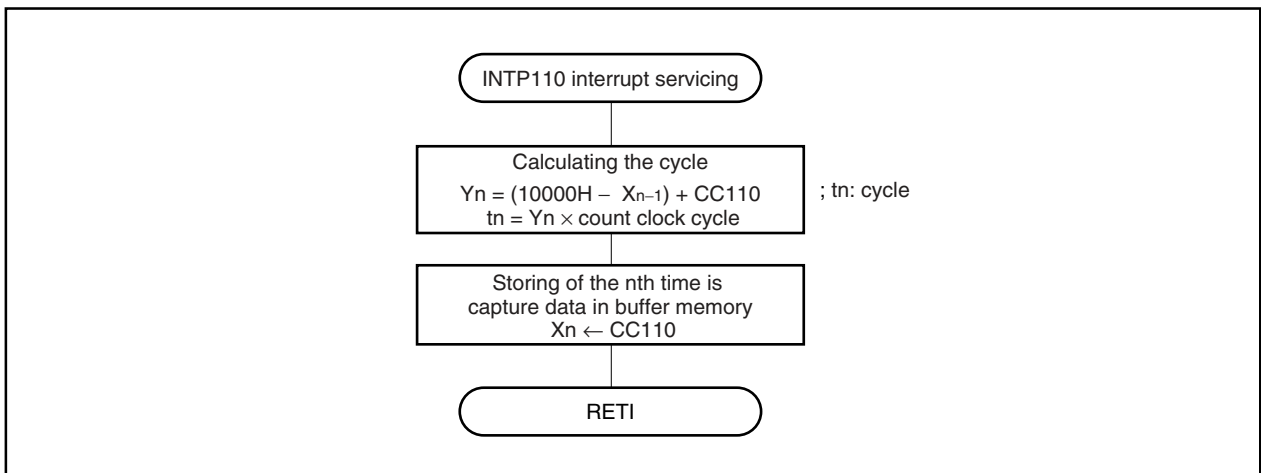 INTP110 interrupt servicing
Calculating the cycle
Yn = (10000H − Xn−1) + CC110
tn = Yn × count clock cycle
; tn: cycle
Storing of the nth time is
capture data in buffer memory
Xn ← CC110
RETI